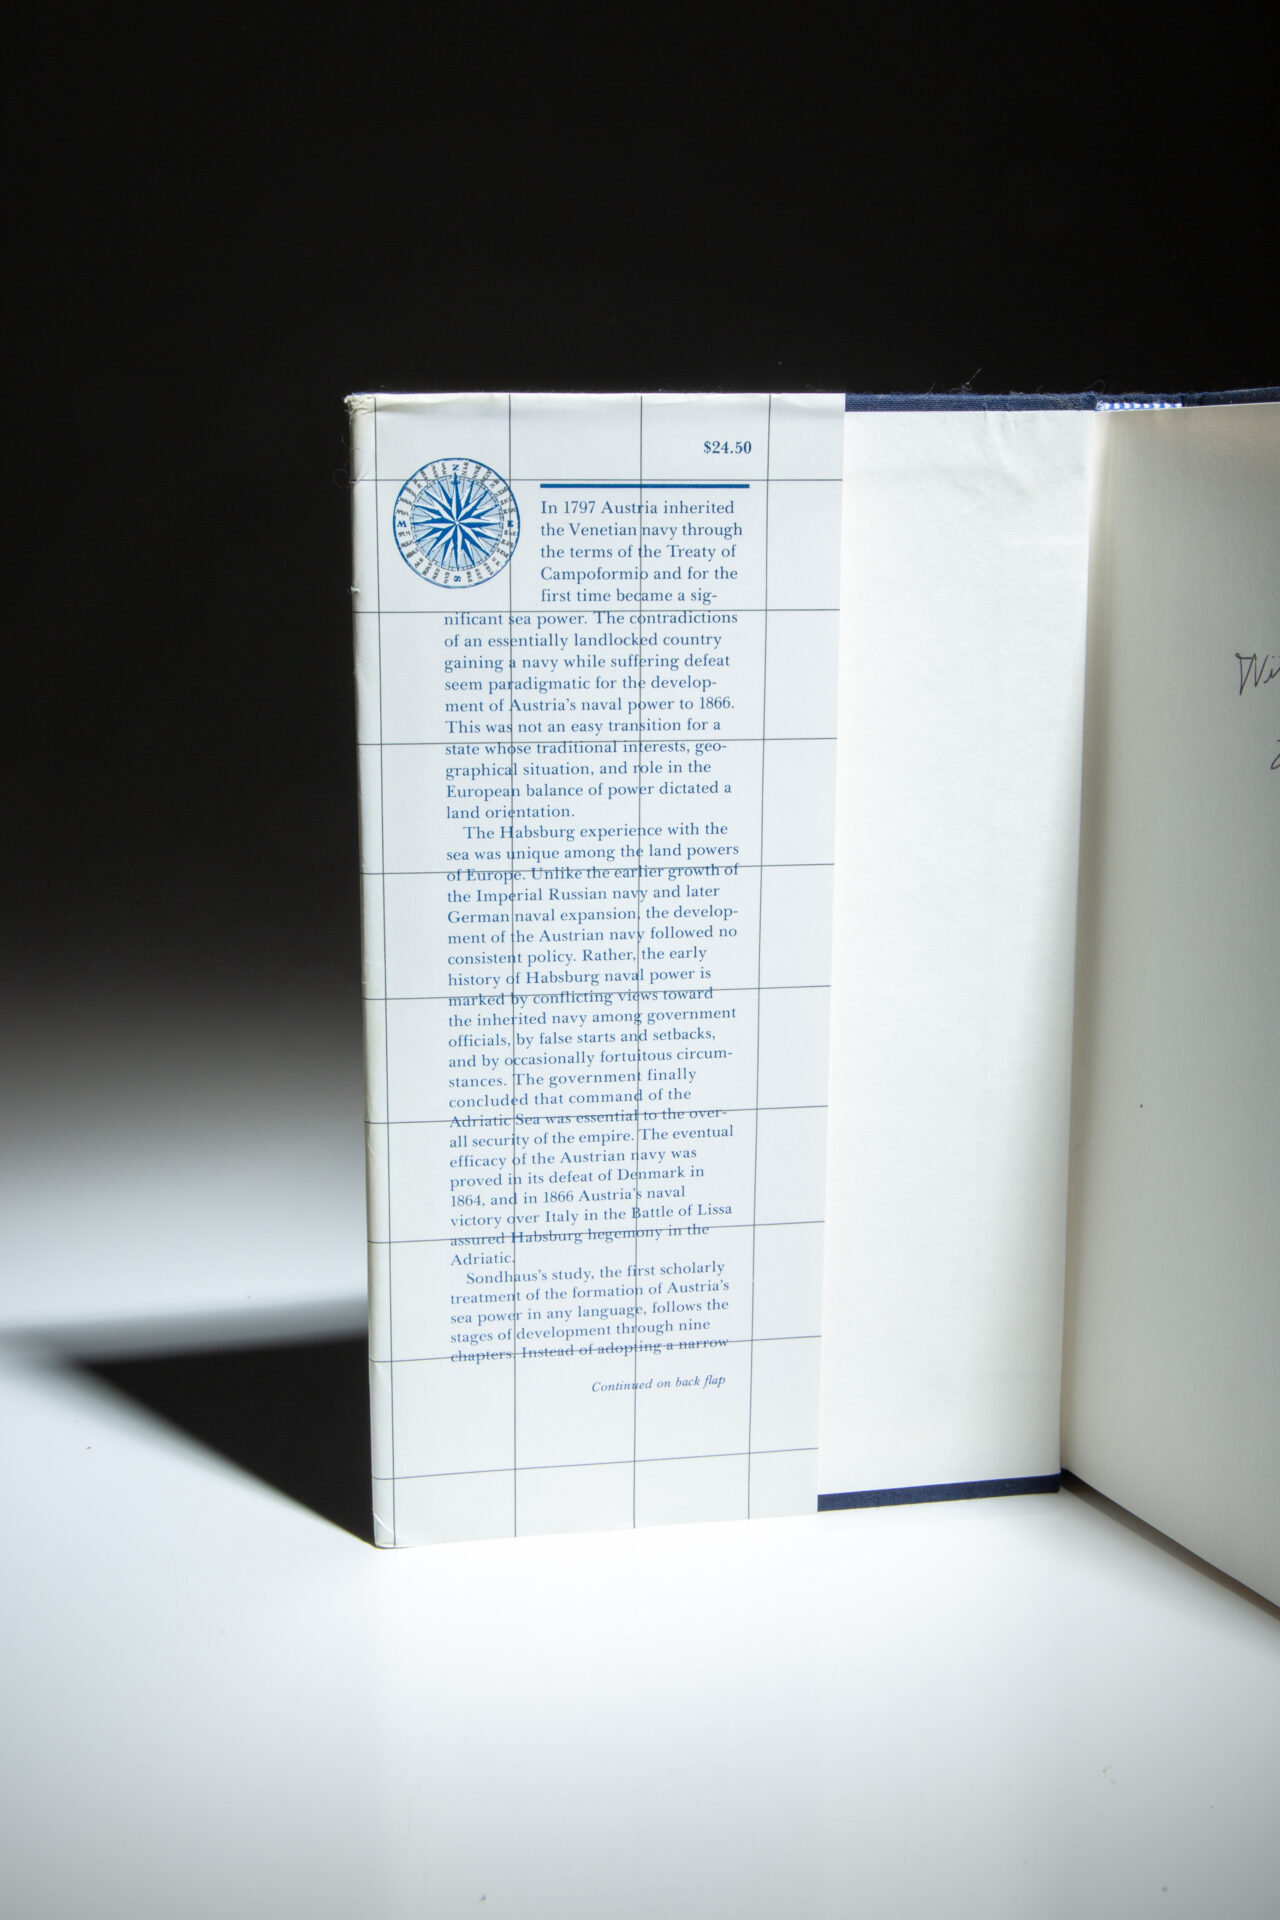 $24.50
In 1797 Austria inherited
the Venetian navy through
the terms of the Treaty of
Campoformio and for the
first time became a sig-
nificant sea power. The contradictions
of an essentially landlocked country
gaining a navy while suffering defeat
seem paradigmatic for the develop-
ment of Austria's naval power to 1866.
This was not an easy transition for a
state whose traditional interests, geo-
graphical situation, and role in the
European balance of power dictated a
land orientation.
The Habsburg experience with the
sea was unique among the land powers
of Europe. Unlike the earlier growth of
the Imperial Russian navy and later
German naval expansion, the develop-
ment of the Austrian navy followed no
consistent policy. Rather, the early
history of Habsburg naval power is
marked by conflicting views toward
the inherited navy among government
officials, by false starts and setbacks,
and by occasionally fortuitous circum-
stances. The government finally
concluded that command of the
Adriatic Sea was essential to the over-
all security of the empire. The eventual
efficacy of the Austrian navy was
proved in its defeat of Denmark in
1864, and in 1866 Austria's naval
victory over Italy in the Battle of Lissa
assured Habsburg hegemony in the
Adriatic.
Sondhaus's study, the first scholarly
treatment of the formation of Austria's
sea power in any language, follows the
stages of development through nine
chapters. Instead of adopting a narrow
Continued on back flap